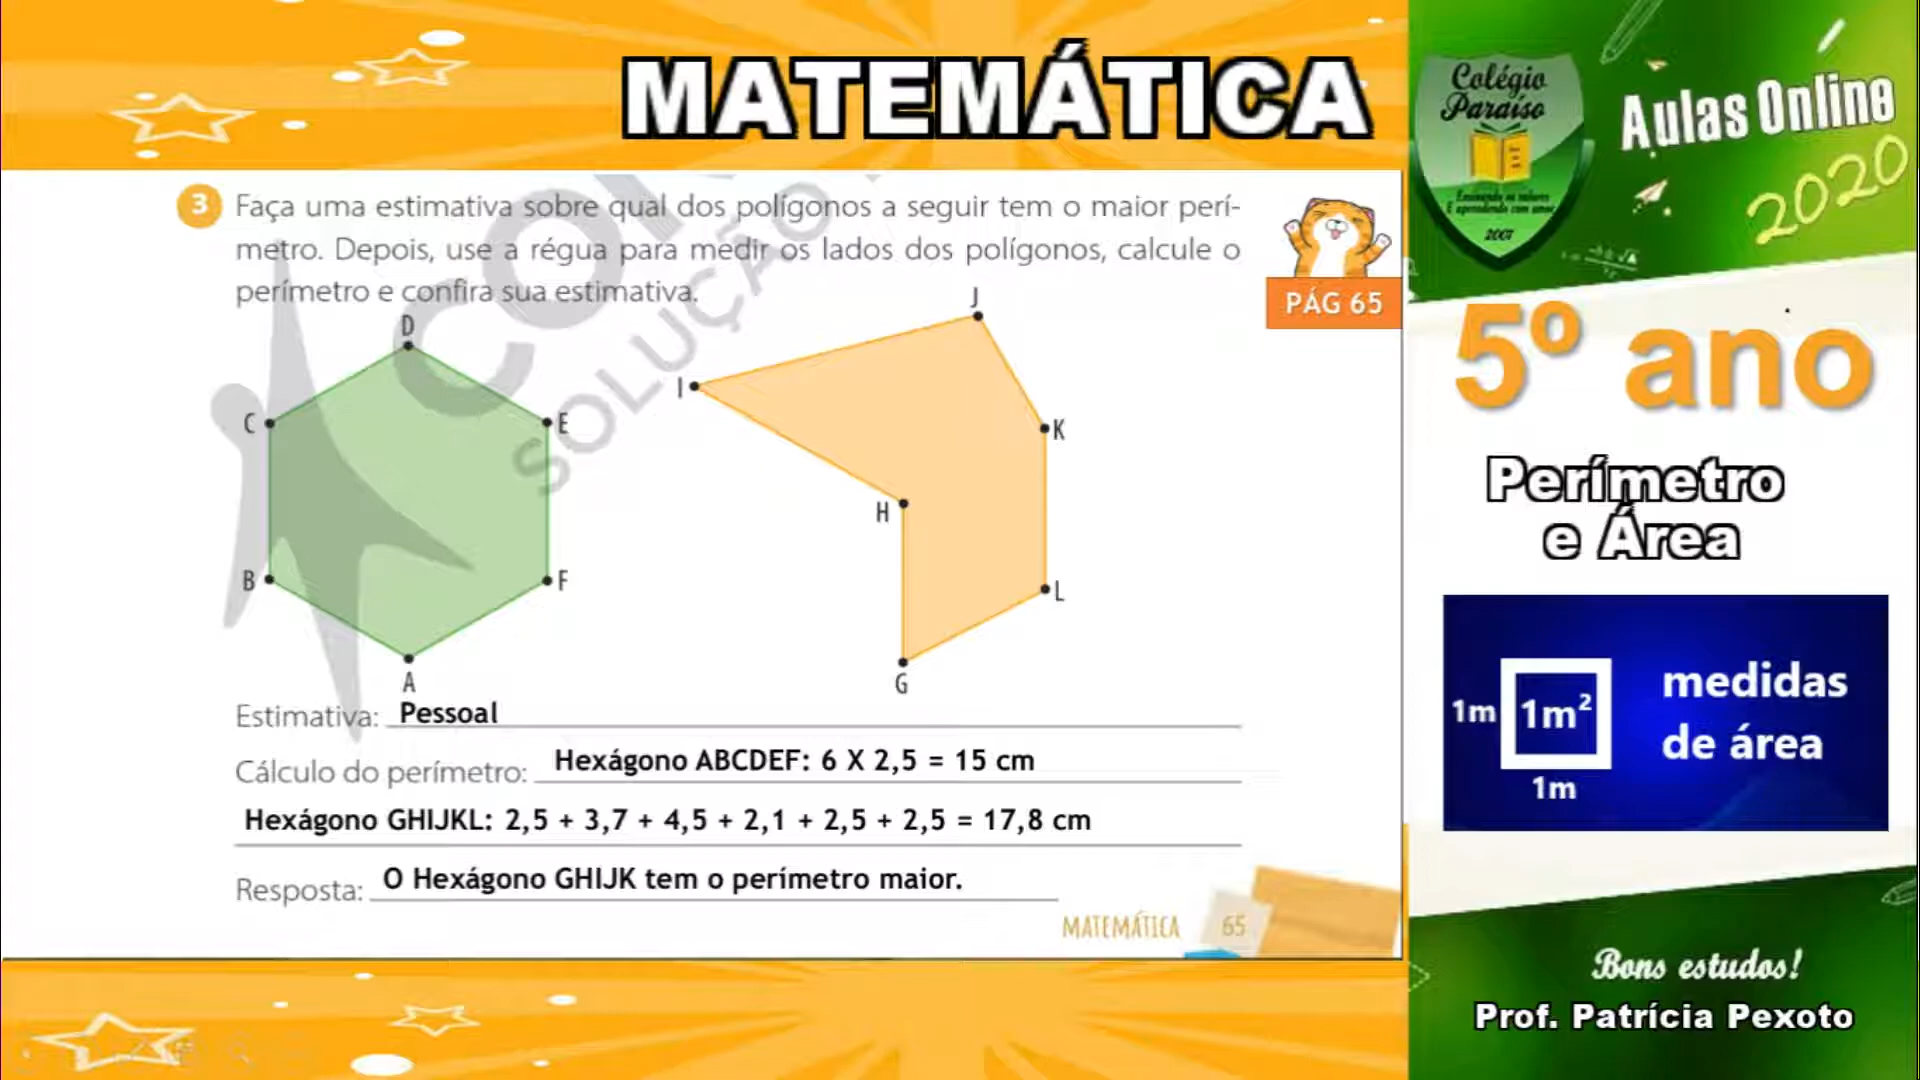 MATEMÁTICA
3 Faça uma estimativa sobre qual dos polígonos a seguir tem o maior perí-
metro. Depois, use a régua para medir os lados dos polígonos, calcule o
perímetro e confira sua estimativa.
PÁG 65
D
C
E
B
F
A
J
I
K
H
L
G
SOLUÇÃO
Estimativa: Pessoal
Cálculo do perímetro: Hexágono ABCDEF: 6 X 2,5 = 15 cm
Hexágono GHIJKL: 2,5 + 3,7 + 4,5 + 2,1 + 2,5 + 2,5 = 17,8 cm
Resposta: O Hexágono GHIJK tem o perímetro maior.
MATEMÁTICA 65
Colégio
Paraíso
2007
Aulas Online
2020
5º ano
Perímetro
e Área
1m 1m²
1m
medidas
de área
Bons estudos!
Prof. Patrícia Pexoto